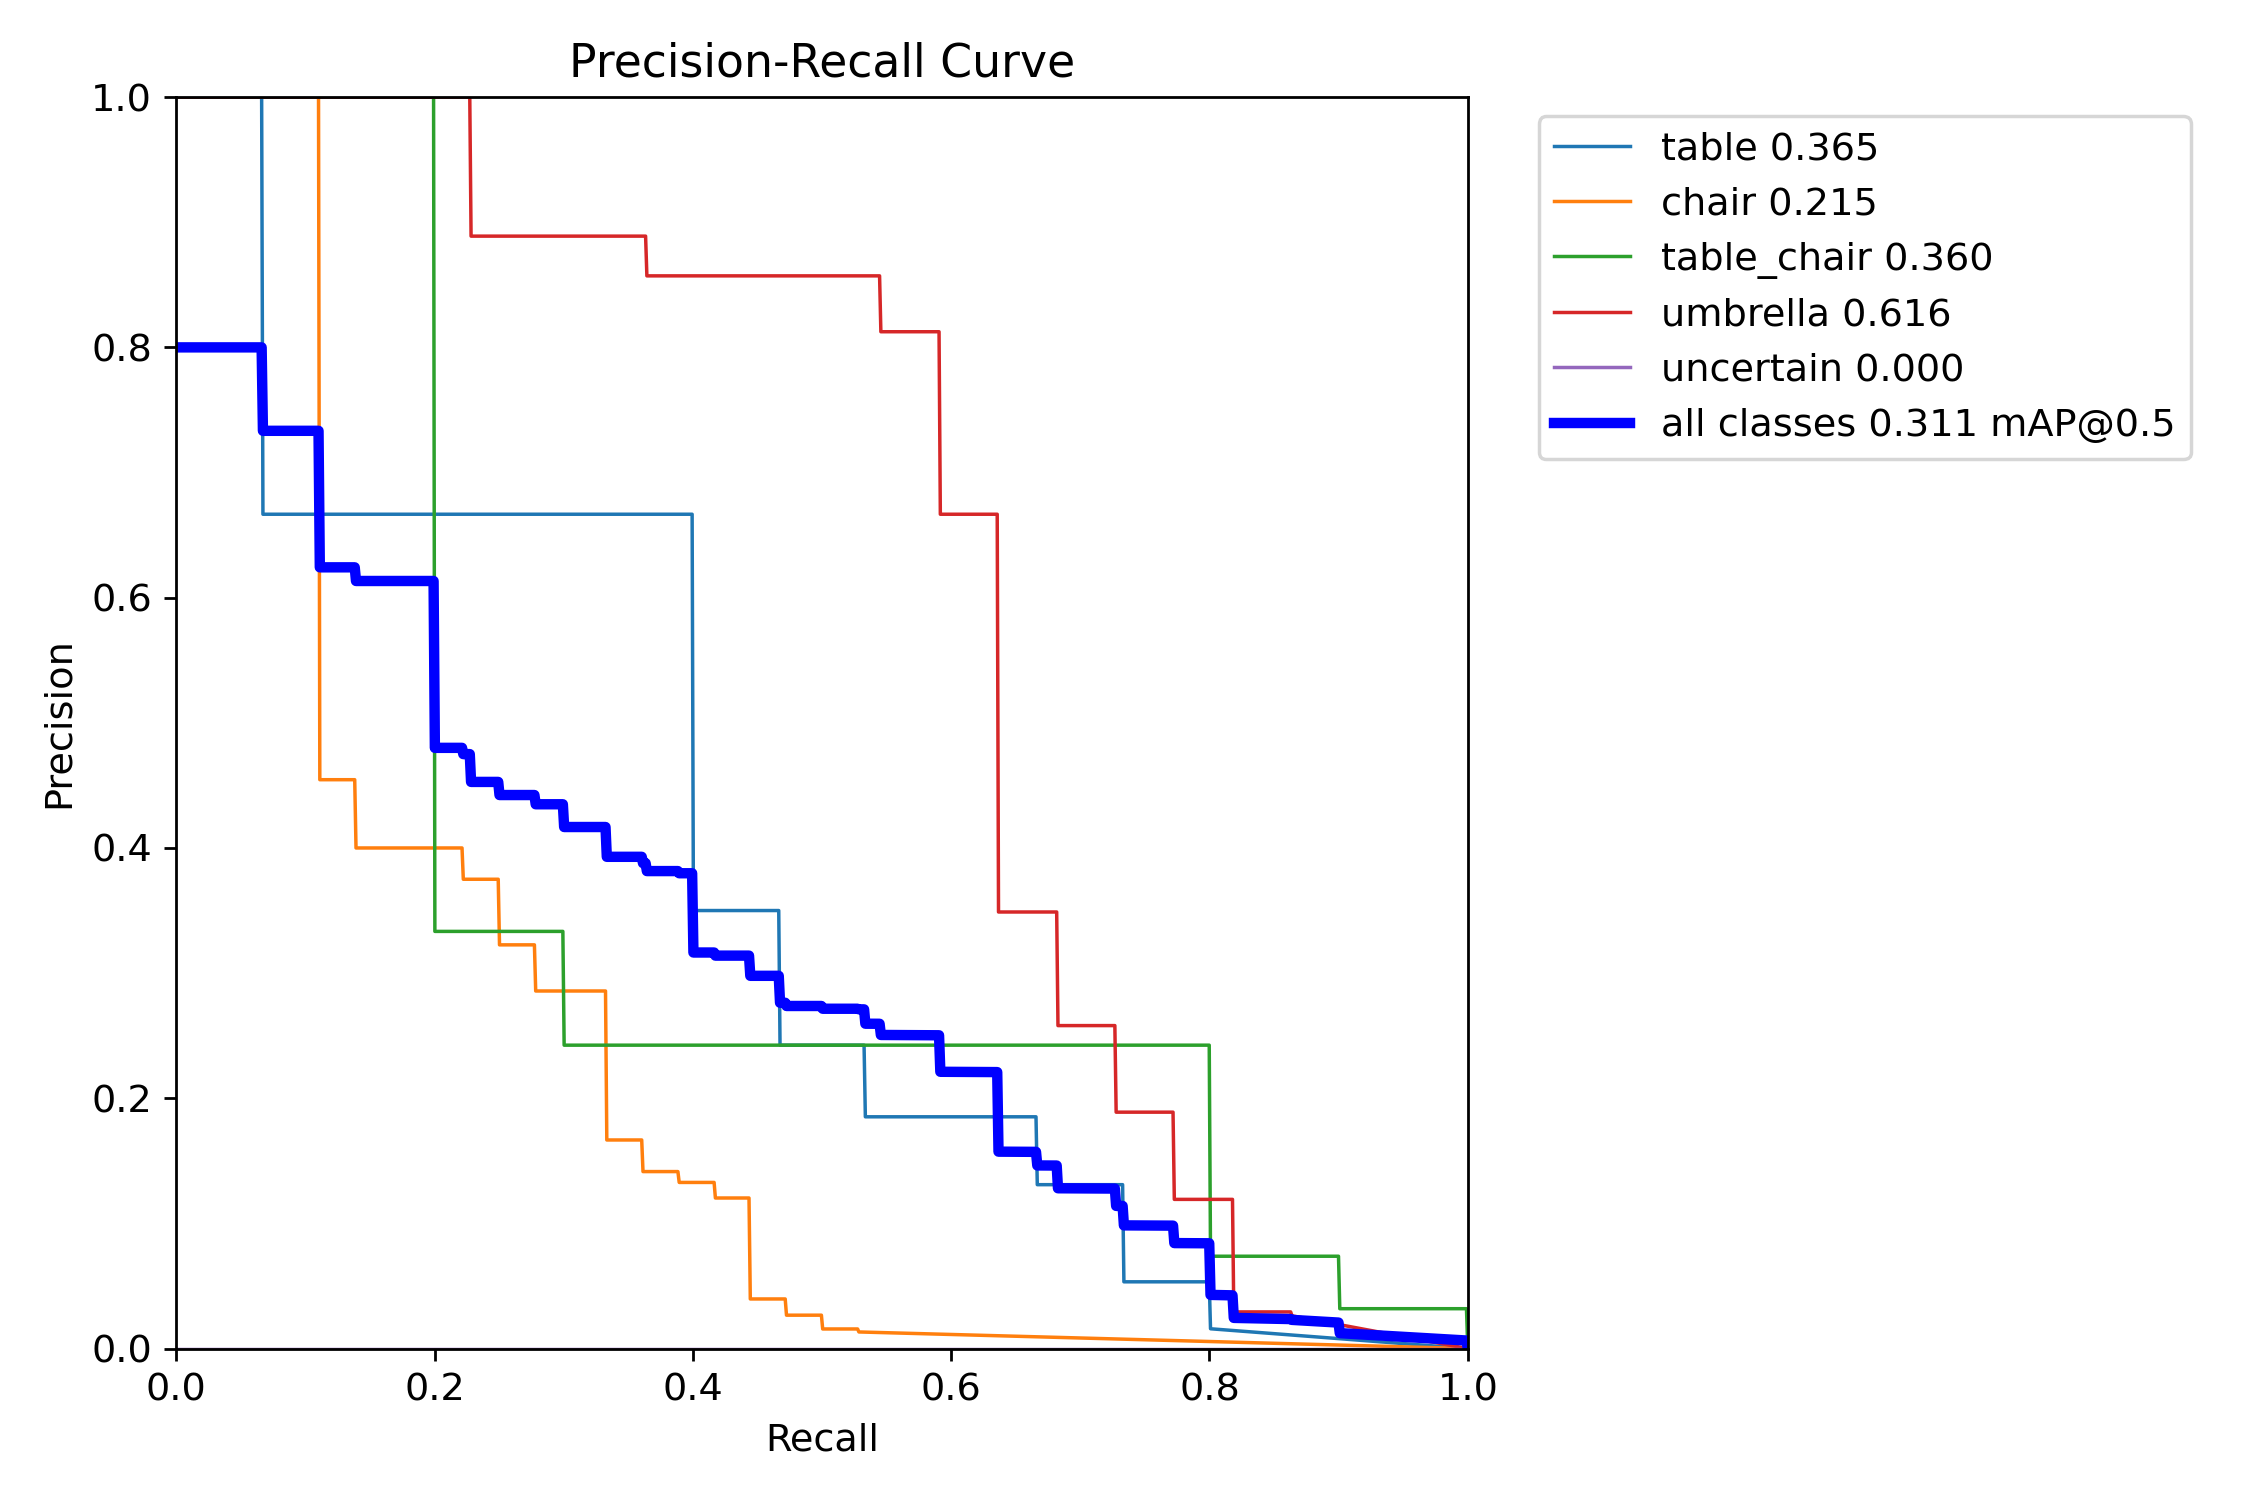 Precision-Recall Curve
1.0
0.8
0.6
0.4
0.2
0.0
Precision
0.0 0.2 0.4 0.6 0.8 1.0
Recall
table 0.365
chair 0.215
table_chair 0.360
umbrella 0.616
uncertain 0.000
all classes 0.311 mAP@0.5